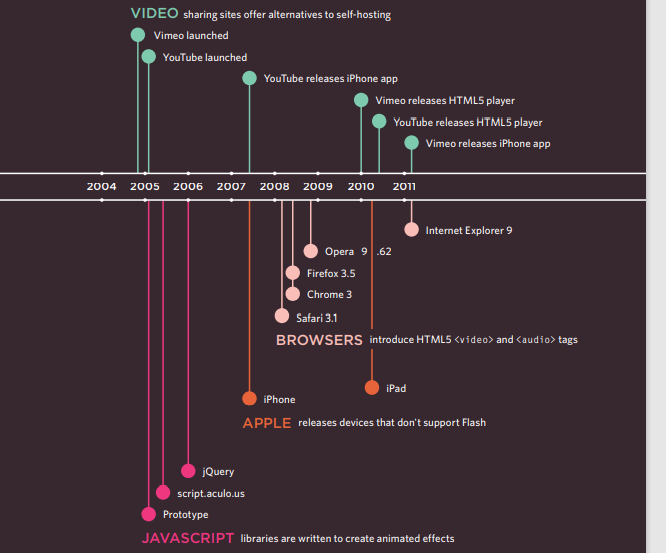 VIDEO sharing sites offer alternatives to self-hosting
Vimeo launched
YouTube launched
YouTube releases iPhone app
Vimeo releases HTML5 player
YouTube releases HTML5 player
Vimeo releases iPhone app
2004 2005 2006 2007 2008 2009 2010 2011
Internet Explorer 9
Opera 9 .62
Firefox 3.5
Chrome 3
Safari 3.1
BROWSERS introduce HTML5 <video> and <audio> tags
iPad
iPhone
APPLE releases devices that don't support Flash
jQuery
script.aculo.us
Prototype
JAVASCRIPT libraries are written to create animated effects